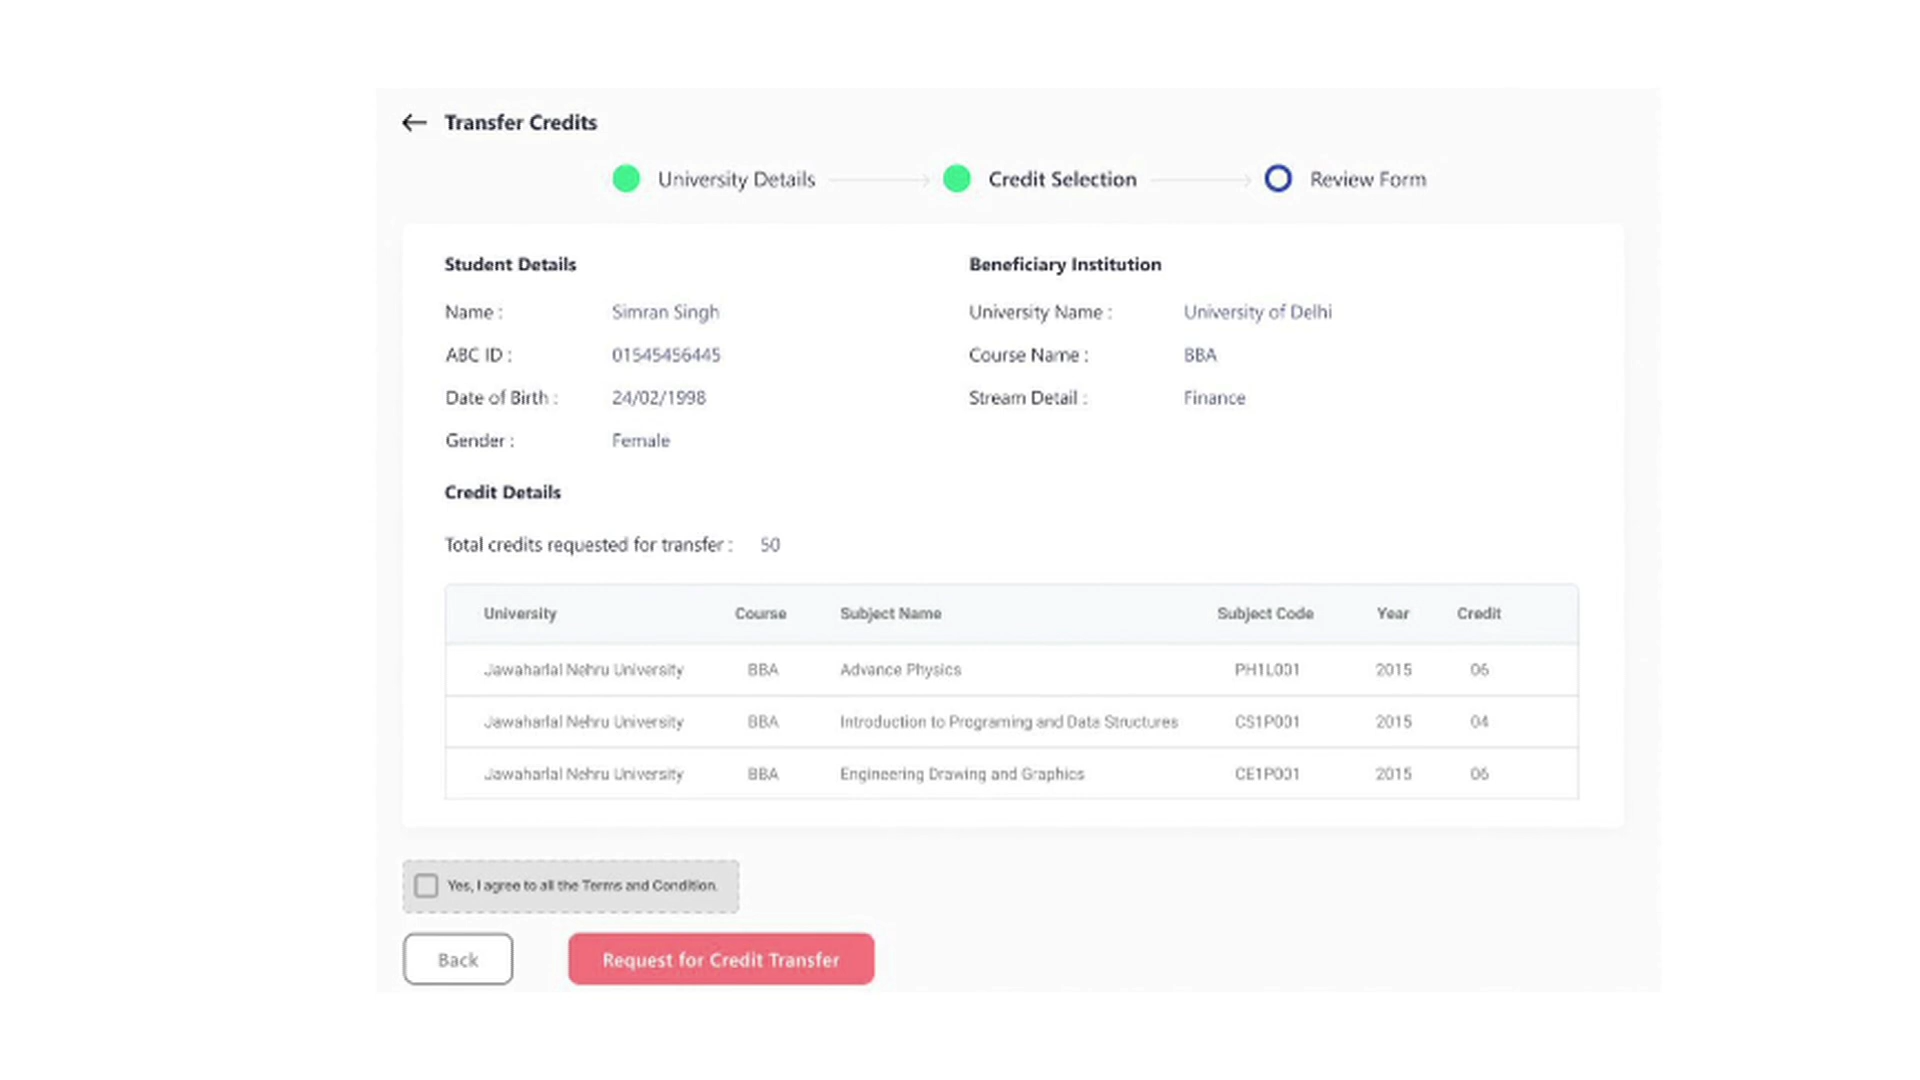 Transfer Credits
University Details Credit Selection Review Form
Student Details Beneficiary Institution
Name : Simran Singh University Name : University of Delhi
ABC ID : 01545456445 Course Name : BBA
Date of Birth : 24/02/1998 Stream Detail : Finance
Gender : Female
Credit Details
Total credits requested for transfer : 50
University Course Subject Name Subject Code Year Credit
Jawaharlal Nehru University BBA Advance Physics PH1L001 2015 06
Jawaharlal Nehru University BBA Introduction to Programing and Data Structures CS1P001 2015 04
Jawaharlal Nehru University BBA Engineering Drawing and Graphics CE1P001 2015 06
Yes, I agree to all the Terms and Condition.
Back Request for Credit Transfer